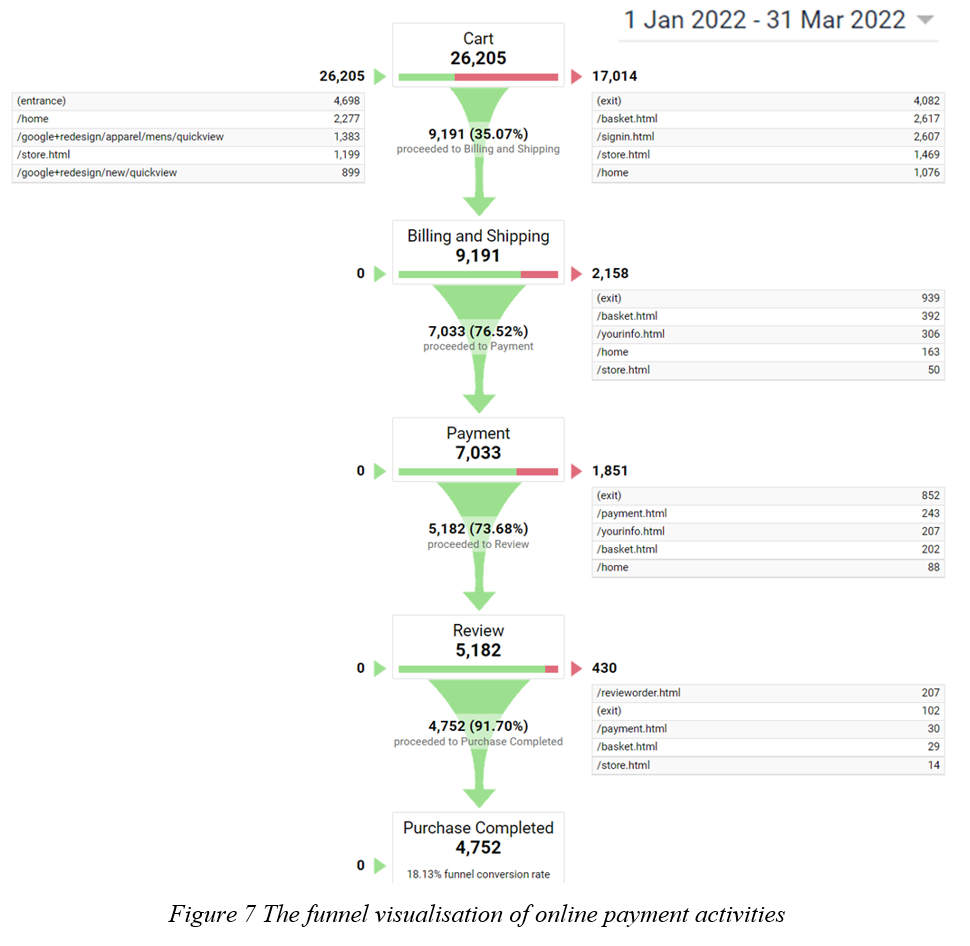 1 Jan 2022 - 31 Mar 2022
Cart
26,205
26,205
17,014
(entrance) 4,698
/home 2,277
/google+redesign/apparel/mens/quickview 1,383
/store.html 1,199
/google+redesign/new/quickview 899
(exit) 4,082
/basket.html 2,617
/signin.html 2,607
/store.html 1,469
/home 1,076
9,191 (35.07%)
proceeded to Billing and Shipping
Billing and Shipping
9,191
0
2,158
(exit) 939
/basket.html 392
/yourinfo.html 306
/home 163
/store.html 50
7,033 (76.52%)
proceeded to Payment
Payment
7,033
0
1,851
(exit) 852
/payment.html 243
/yourinfo.html 207
/basket.html 202
/home 88
5,182 (73.68%)
proceeded to Review
Review
5,182
0
430
/revieworder.html 207
(exit) 102
/payment.html 30
/basket.html 29
/store.html 14
4,752 (91.70%)
proceeded to Purchase Completed
Purchase Completed
4,752
0
18.13% funnel conversion rate
Figure 7 The funnel visualisation of online payment activities